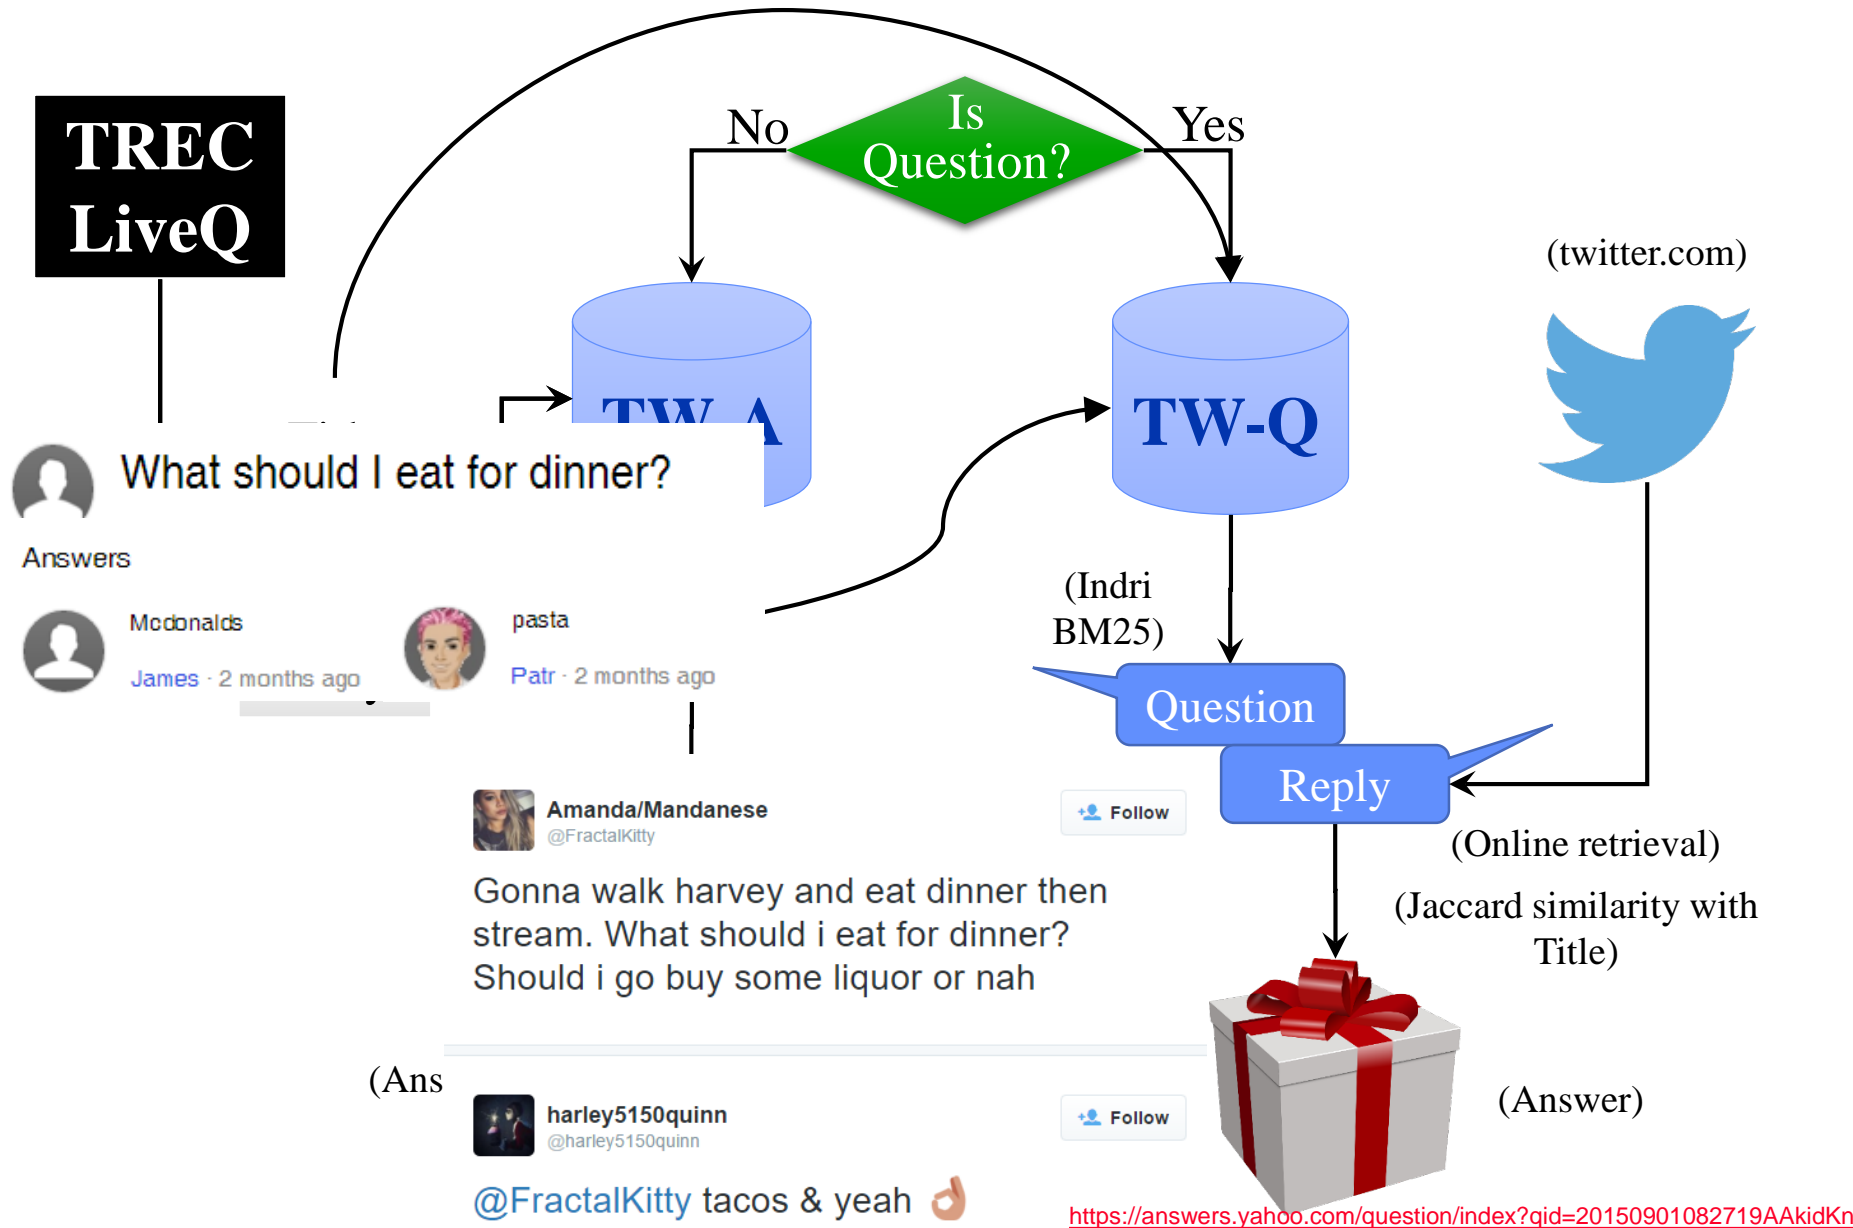 TREC
LiveQ
No
Is
Question?
Yes
(twitter.com)
TW-A
TW-Q
What should I eat for dinner?
Answers
Mcdonalds
James · 2 months ago
pasta
Patr · 2 months ago
(Indri
BM25)
Question
Reply
(Online retrieval)
(Jaccard similarity with
Title)
Amanda/Mandanese
@FractalKitty
Follow
Gonna walk harvey and eat dinner then
stream. What should i eat for dinner?
Should i go buy some liquor or nah
(Ans
(Answer)
harley5150quinn
@harley5150quinn
Follow
@FractalKitty tacos & yeah 👌
https://answers.yahoo.com/question/index?qid=20150901082719AAkidKn